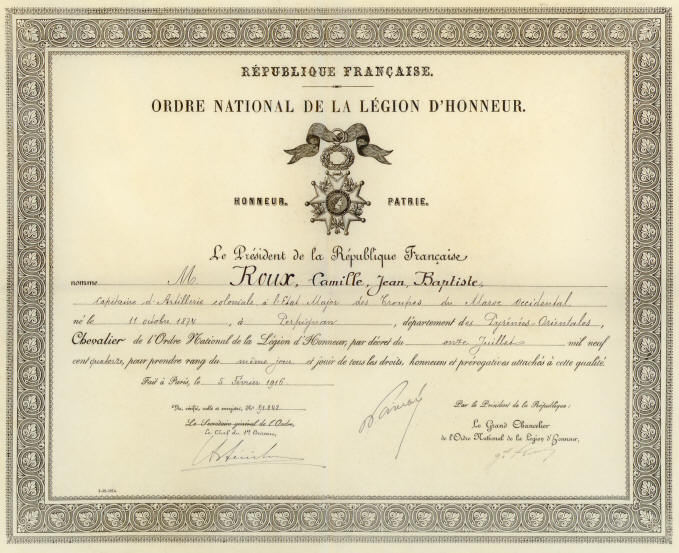 RÉPUBLIQUE FRANÇAISE.
ORDRE NATIONAL DE LA LÉGION D'HONNEUR.
HONNEUR. PATRIE.
Le Président de la République Française
nomme M. Roux, Camille, Jean, Baptiste,
Capitaine d'Artillerie coloniale à l'Etat Major des Troupes du Maroc Occidental
né le 11 octobre 1874, à Perpignan, département des Pyrénées-Orientales,
Chevalier de l'Ordre National de la Légion d'Honneur, par décret du onze Juillet mil neuf
cent quatorze, pour prendre rang du même jour et jouir de tous les droits, honneurs et prérogatives attachés à cette qualité.
Fait à Paris, le 5 Février 1916
Vu, vérifié, scellé et enregistré, No
Par le Président de la République:
Le Secrétaire général de l'Ordre,
Le Chef du 1er Bureau,
Le Grand Chancelier
de l'Ordre National de la Légion d'Honneur,